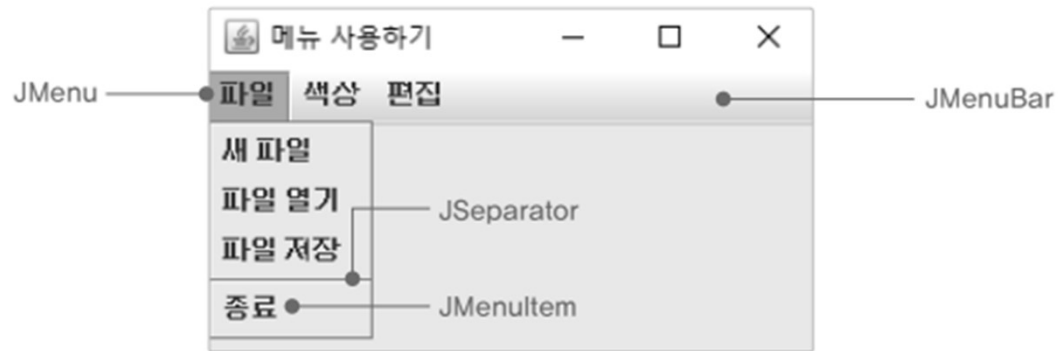 메뉴 사용하기
JMenu
파일 색상 편집
JMenuBar
새 파일
파일 열기
JSeparator
파일 저장
종료
JMenuItem